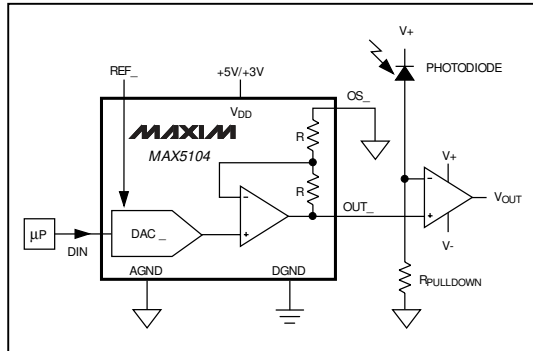 V+
REF_
+5V/+3V
PHOTODIODE
OS_
VDD
MAXIM
R
MAX5104
V+
R
-
-
VOUT
OUT_
+
µP
DAC_
+
DIN
V-
AGND
DGND
RPULLDOWN